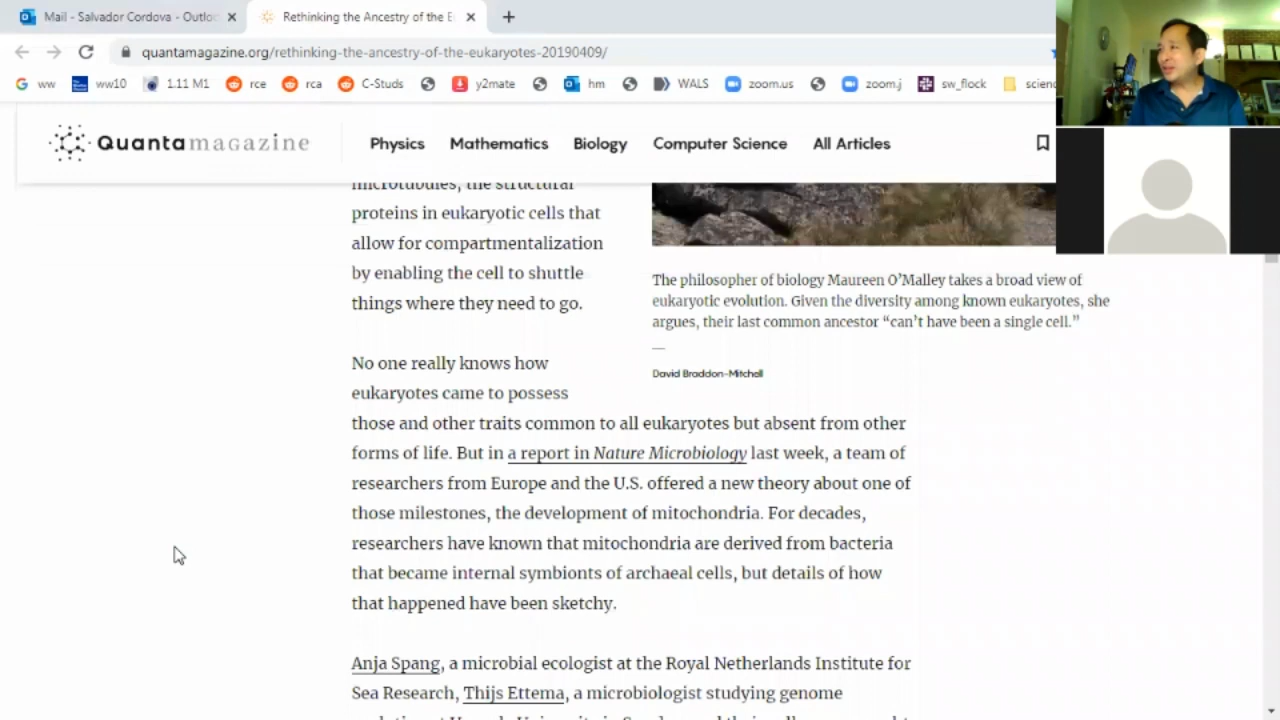 Mail - Salvador Cordova - Outlo
Rethinking the Ancestry of the E
quantamagazine.org/rethinking-the-ancestry-of-the-eukaryotes-20190409/
ww
ww10
1.11 M1
rce
rca
C-Studs
y2mate
hm
WALS
zoom.us
zoom.j
sw_flock
scienc
Quantamagazine
Physics
Mathematics
Biology
Computer Science
All Articles
microtubules, the structural
proteins in eukaryotic cells that
allow for compartmentalization
by enabling the cell to shuttle
things where they need to go.
The philosopher of biology Maureen O’Malley takes a broad view of
eukaryotic evolution. Given the diversity among known eukaryotes, she
argues, their last common ancestor “can’t have been a single cell.”
David Braddon-Mitchell
No one really knows how
eukaryotes came to possess
those and other traits common to all eukaryotes but absent from other
forms of life. But in a report in Nature Microbiology last week, a team of
researchers from Europe and the U.S. offered a new theory about one of
those milestones, the development of mitochondria. For decades,
researchers have known that mitochondria are derived from bacteria
that became internal symbionts of archaeal cells, but details of how
that happened have been sketchy.
Anja Spang, a microbial ecologist at the Royal Netherlands Institute for
Sea Research, Thijs Ettema, a microbiologist studying genome